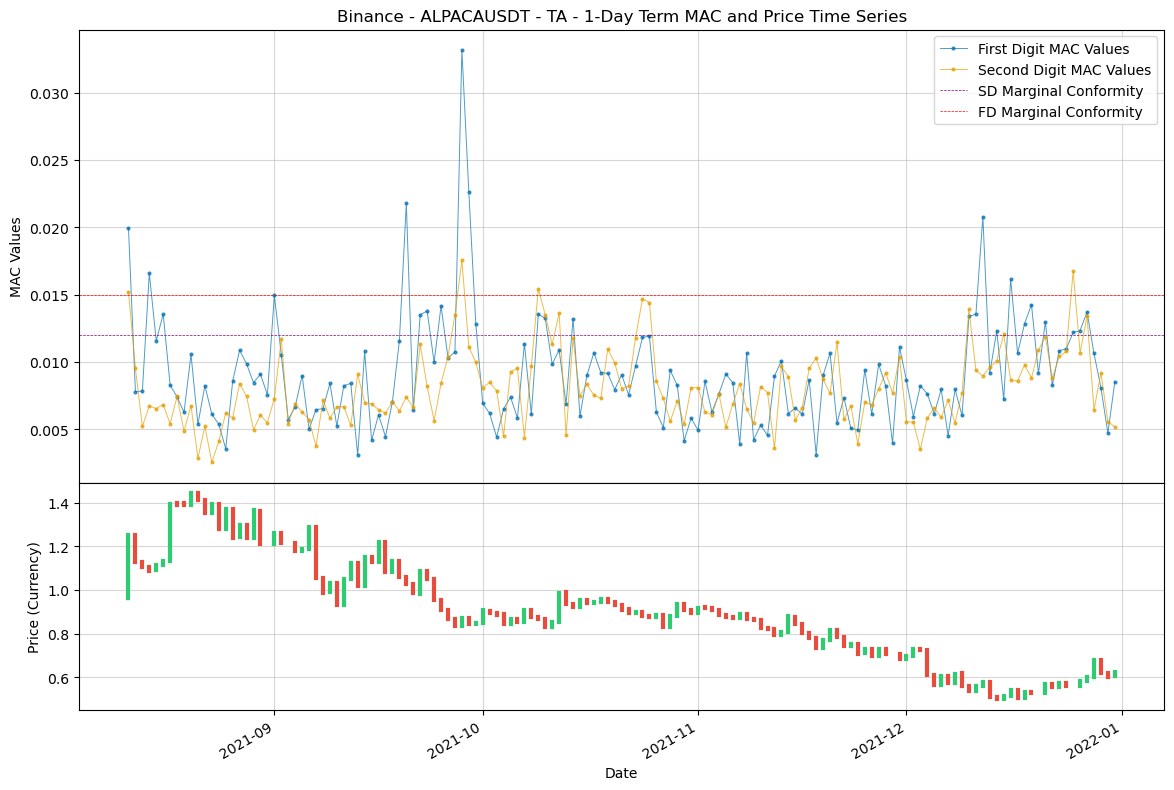 Binance - ALPACAUSDT - TA - 1-Day Term MAC and Price Time Series
First Digit MAC Values
Second Digit MAC Values
SD Marginal Conformity
FD Marginal Conformity
MAC Values
0.030
0.025
0.020
0.015
0.010
0.005
Price (Currency)
1.4
1.2
1.0
0.8
0.6
2021-09
2021-10
2021-11
2021-12
2022-01
Date